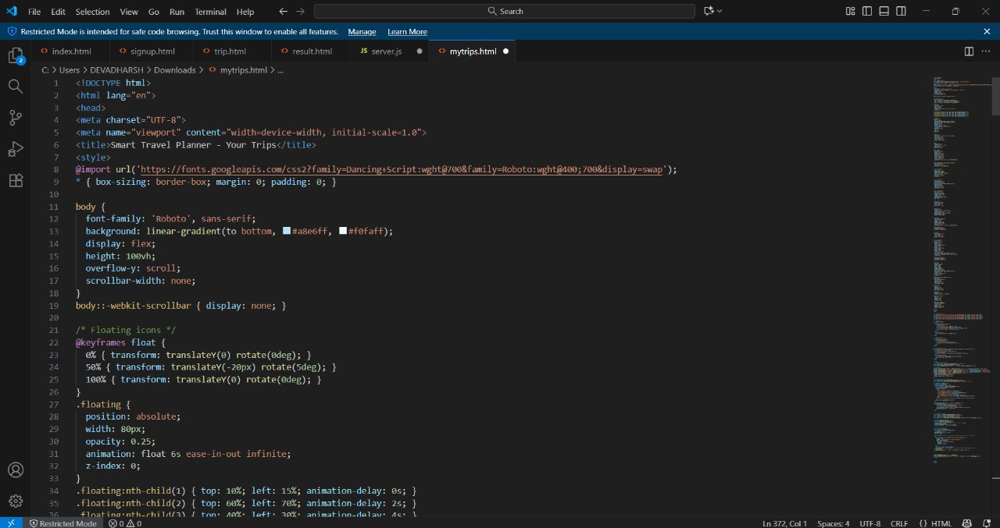 File Edit Selection View Go Run Terminal Help Search
Restricted Mode is intended for safe code browsing. Trust this window to enable all features. Manage Learn More
index.html signup.html trip.html result.html JS server.js mytrips.html
C: > Users > DEVADHARSH > Downloads > mytrips.html > ...
1 <!DOCTYPE html>
2 <html lang="en">
3 <head>
4 <meta charset="UTF-8">
5 <meta name="viewport" content="width=device-width, initial-scale=1.0">
6 <title>Smart Travel Planner - Your Trips</title>
7 <style>
8 @import url('https://fonts.googleapis.com/css2?family=Dancing+Script:wght@700&family=Roboto:wght@400;700&display=swap');
9 * { box-sizing: border-box; margin: 0; padding: 0; }
10
11 body {
12 font-family: 'Roboto', sans-serif;
13 background: linear-gradient(to bottom, #a8e6ff, #f0faff);
14 display: flex;
15 height: 100vh;
16 overflow-y: scroll;
17 scrollbar-width: none;
18 }
19 body::-webkit-scrollbar { display: none; }
20
21 /* Floating icons */
22 @keyframes float {
23 0% { transform: translateY(0) rotate(0deg); }
24 50% { transform: translateY(-20px) rotate(5deg); }
25 100% { transform: translateY(0) rotate(0deg); }
26 }
27 .floating {
28 position: absolute;
29 width: 80px;
30 opacity: 0.25;
31 animation: float 6s ease-in-out infinite;
32 z-index: 0;
33 }
34 .floating:nth-child(1) { top: 10%; left: 15%; animation-delay: 0s; }
35 .floating:nth-child(2) { top: 60%; left: 70%; animation-delay: 2s; }
36 .floating:nth-child(3) { top: 40%; left: 30%; animation-delay: 4s; }
2
Restricted Mode 0 0 Ln 372, Col 1 Spaces: 4 UTF-8 CRLF {} HTML